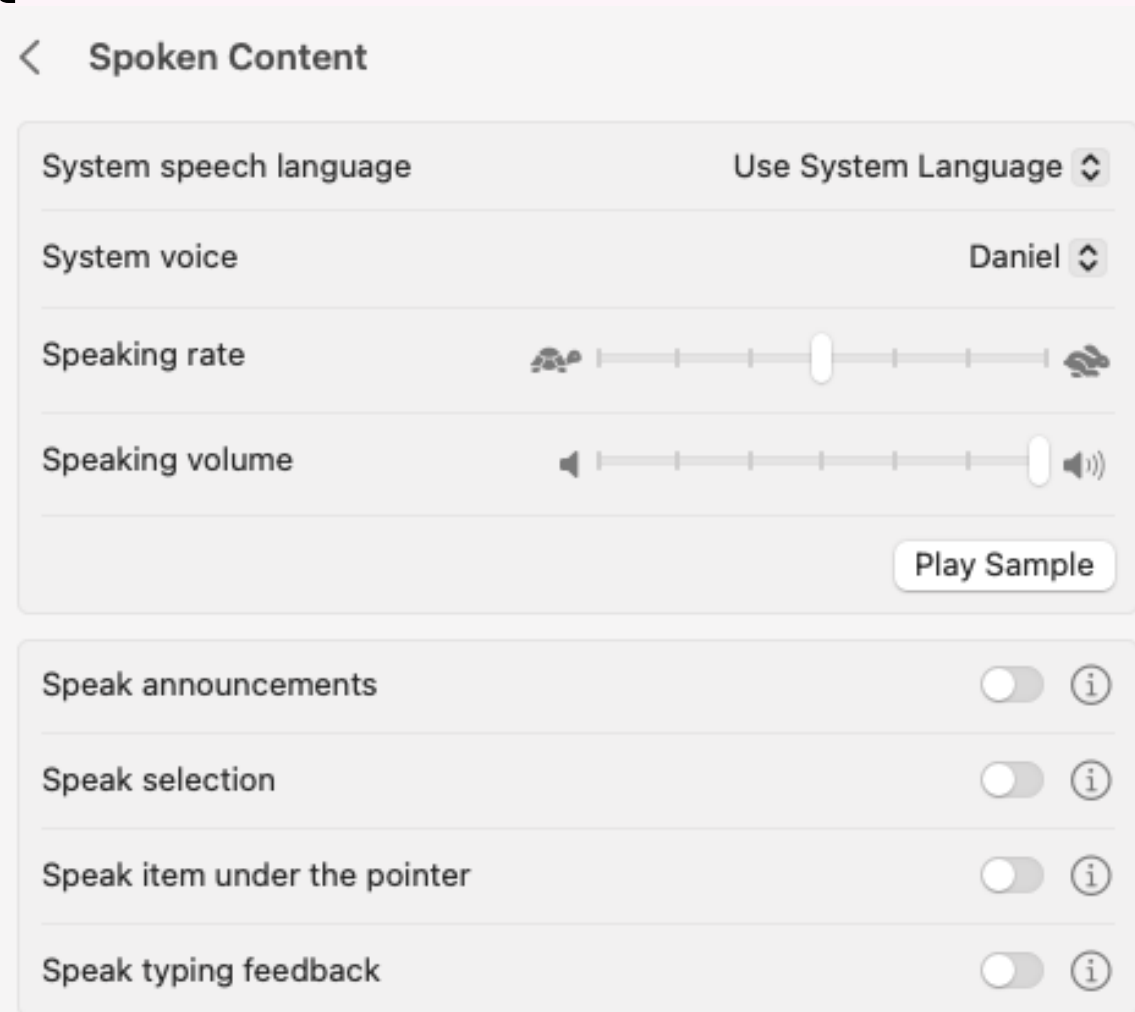 Spoken Content
System speech language Use System Language
System voice Daniel
Speaking rate
Speaking volume
Play Sample
Speak announcements
Speak selection
Speak item under the pointer
Speak typing feedback